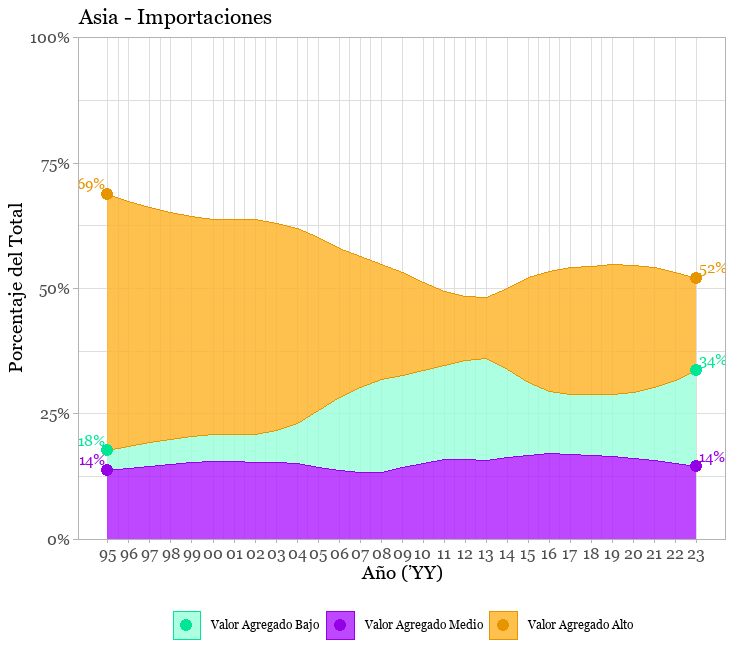 Asia - Importaciones
100%
75%
50%
25%
0%
Porcentaje del Total
69%
18%
14%
52%
34%
14%
95 96 97 98 99 00 01 02 03 04 05 06 07 08 09 10 11 12 13 14 15 16 17 18 19 20 21 22 23
Año ('YY)
Valor Agregado Bajo Valor Agregado Medio Valor Agregado Alto